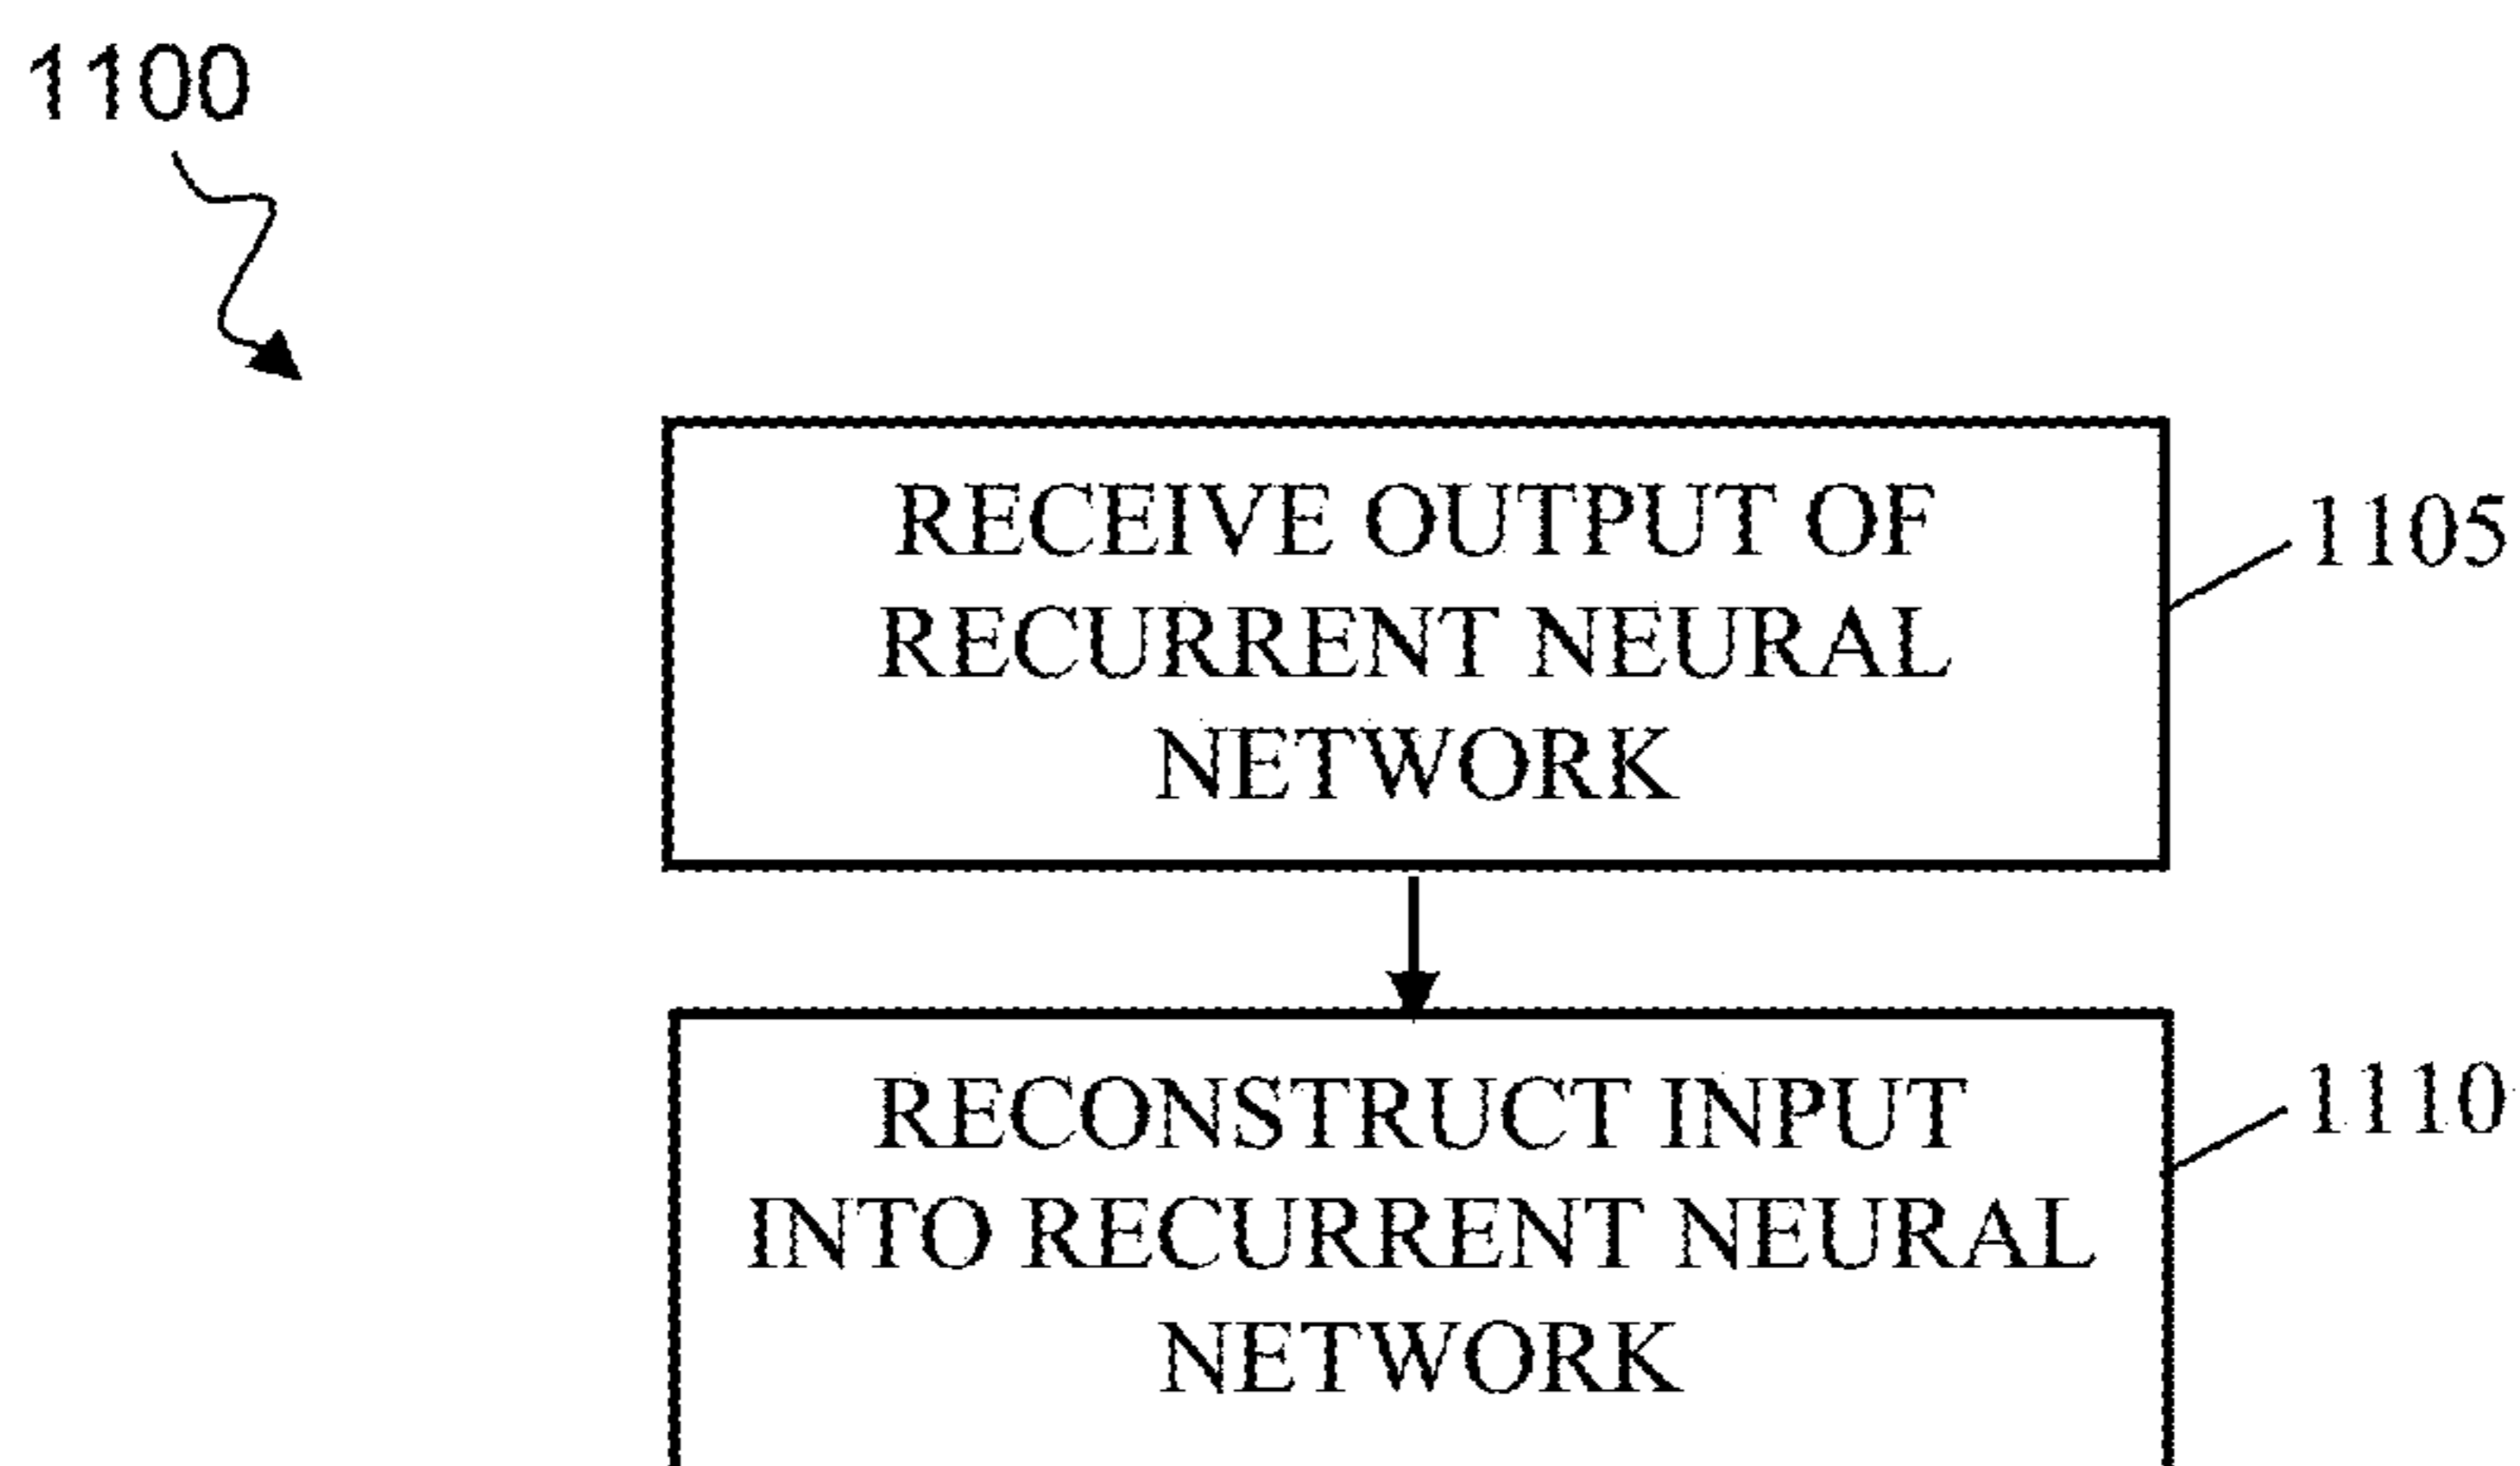 1100
RECEIVE OUTPUT OF
RECURRENT NEURAL
NETWORK
1105
RECONSTRUCT INPUT
INTO RECURRENT NEURAL
NETWORK
1110